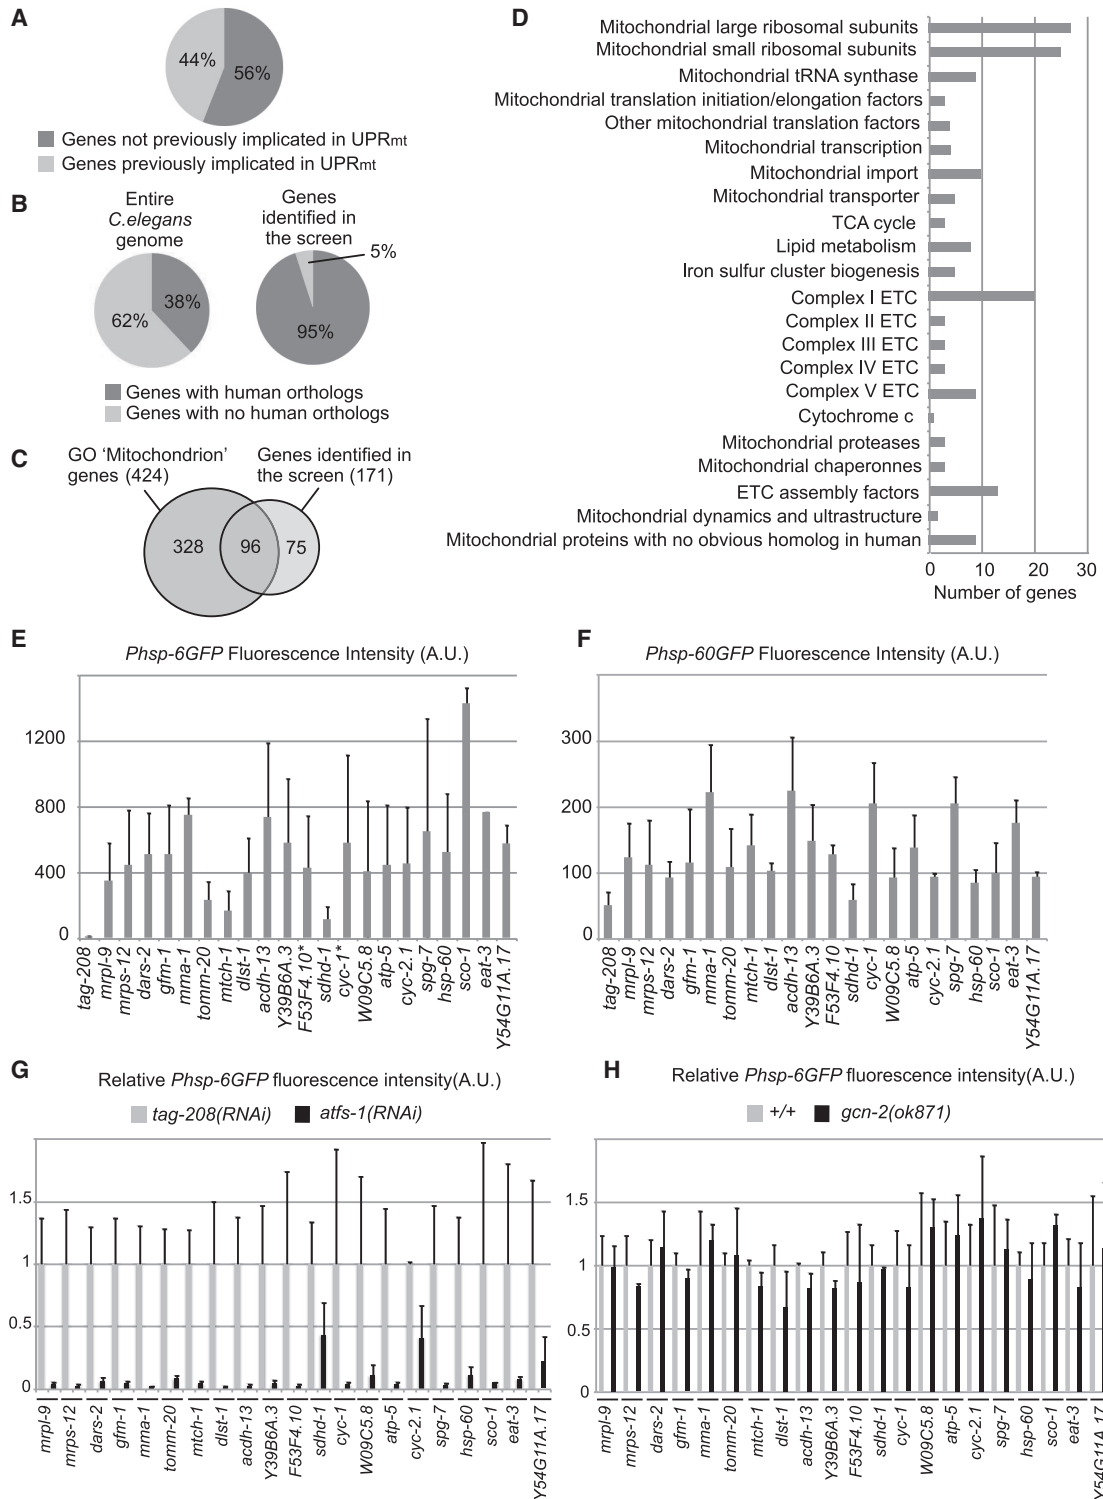 A
44%
56%
Genes not previously implicated in UPRmt
Genes previously implicated in UPRmt
B
Entire
C.elegans
genome
Genes
identified in
the screen
5%
38%
62%
95%
Genes with human orthologs
Genes with no human orthologs
C
GO 'Mitochondrion'
genes (424)
Genes identified in
the screen (171)
328
96
75
D
Mitochondrial large ribosomal subunits
Mitochondrial small ribosomal subunits
Mitochondrial tRNA synthase
Mitochondrial translation initiation/elongation factors
Other mitochondrial translation factors
Mitochondrial transcription
Mitochondrial import
Mitochondrial transporter
TCA cycle
Lipid metabolism
Iron sulfur cluster biogenesis
Complex I ETC
Complex II ETC
Complex III ETC
Complex IV ETC
Complex V ETC
Cytochrome c
Mitochondrial proteases
Mitochondrial chaperonnes
ETC assembly factors
Mitochondrial dynamics and ultrastructure
Mitochondrial proteins with no obvious homolog in human
0 10 20 30
Number of genes
E
Phsp-6GFP Fluorescence Intensity (A.U.)
1200
800
400
0
tag-208
mrpl-9
mrps-12
dars-2
gfm-1
mma-1
tomm-20
mtch-1
dlst-1
acdh-13
Y39B6A.3
F53F4.10*
sdhd-1
cyc-1*
W09C5.8
atp-5
cyc-2.1
spg-7
hsp-60
sco-1
eat-3
Y54G11A.17
F
Phsp-60GFP Fluorescence Intensity (A.U.)
300
200
100
0
tag-208
mrpl-9
mrps-12
dars-2
gfm-1
mma-1
tomm-20
mtch-1
dlst-1
acdh-13
Y39B6A.3
F53F4.10
sdhd-1
cyc-1
W09C5.8
atp-5
cyc-2.1
spg-7
hsp-60
sco-1
eat-3
Y54G11A.17
G
Relative Phsp-6GFP fluorescence intensity(A.U.)
tag-208(RNAi) atfs-1(RNAi)
1.5
1
0.5
0
mrpl-9
mrps-12
dars-2
gfm-1
mma-1
tomm-20
mtch-1
dlst-1
acdh-13
Y39B6A.3
F53F4.10
sdhd-1
cyc-1
W09C5.8
atp-5
cyc-2.1
spg-7
hsp-60
sco-1
eat-3
Y54G11A.17
H
Relative Phsp-6GFP fluorescence intensity(A.U.)
+/+ gcn-2(ok871)
1.5
1
0.5
0
mrpl-9
mrps-12
dars-2
gfm-1
mma-1
tomm-20
mtch-1
dlst-1
acdh-13
Y39B6A.3
F53F4.10
sdhd-1
cyc-1
W09C5.8
atp-5
cyc-2.1
spg-7
hsp-60
sco-1
eat-3
Y54G11A.17